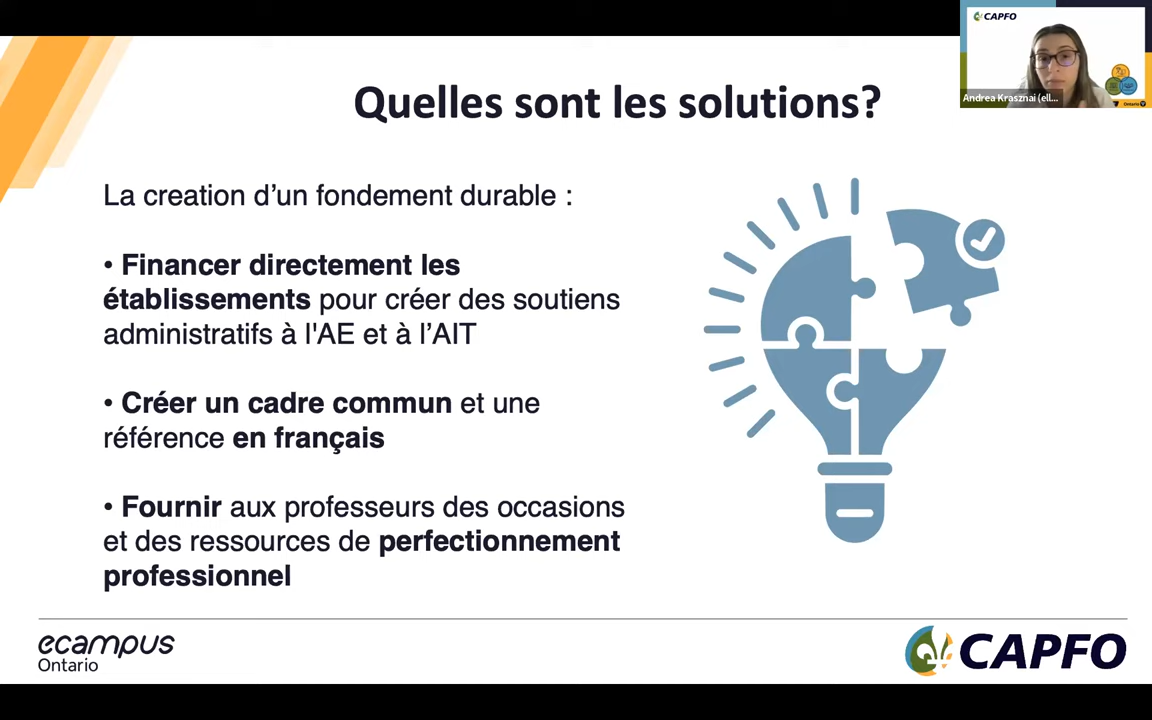 CAPFO
Andrea Krasznai (ell...
Quelles sont les solutions?
La creation d’un fondement durable :
• Financer directement les
établissements pour créer des soutiens
administratifs à l'AE et à l’AIT
• Créer un cadre commun et une
référence en français
• Fournir aux professeurs des occasions
et des ressources de perfectionnement
professionnel
ecampus
Ontario
CAPFO